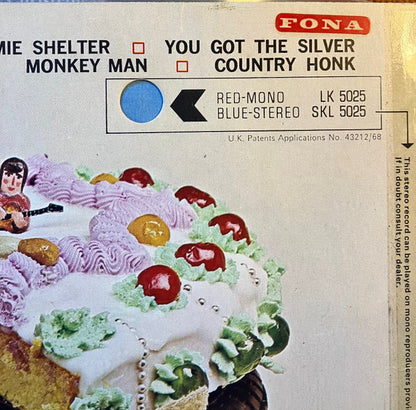 FONA
MIE SHELTER □ YOU GOT THE SILVER
MONKEY MAN □ COUNTRY HONK
RED-MONO LK 5025
BLUE-STEREO SKL 5025
U.K. Patents Applications No. 43212/68
This stereo record can be played on mono reproducers provi
If in doubt consult your dealer.